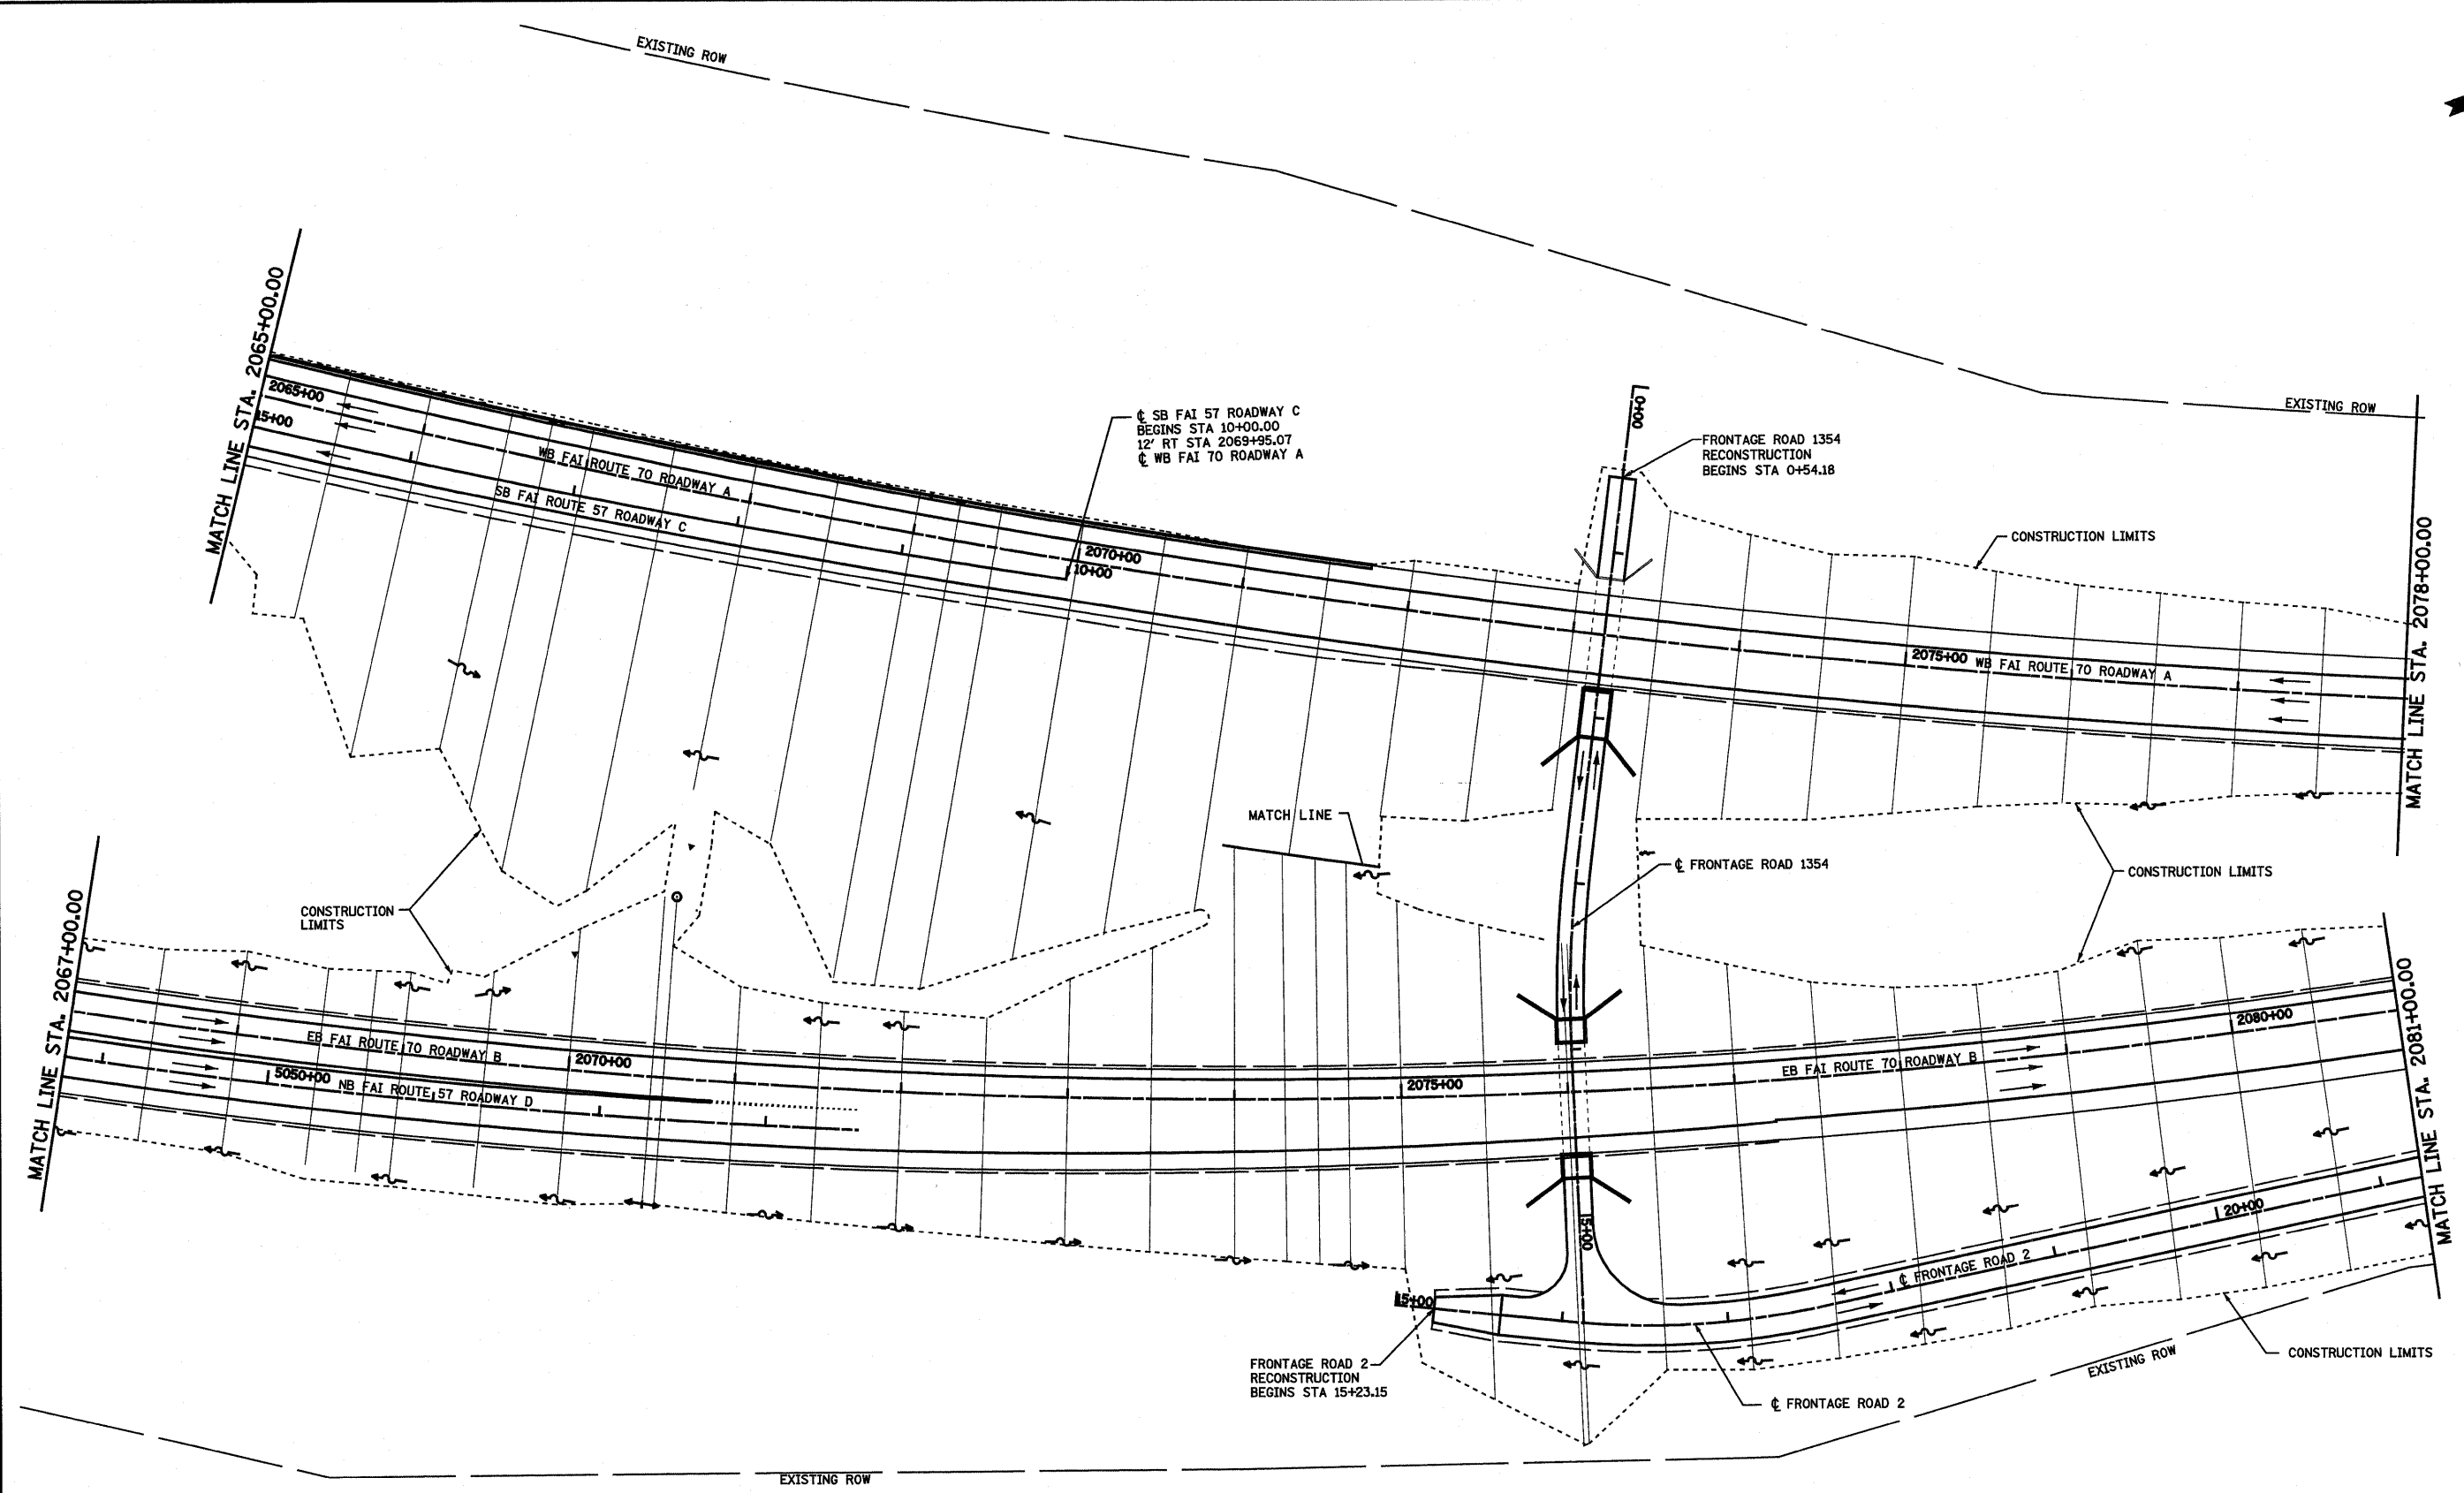 EXISTING ROW
MATCH LINE STA. 2065+00.00
2065+00
15+00
WB FAI ROUTE 70 ROADWAY A
SB FAI ROUTE 57 ROADWAY C
℄ SB FAI 57 ROADWAY C
BEGINS STA 10+00.00
12' RT STA 2069+95.07
℄ WB FAI 70 ROADWAY A
2070+00
10+00
0+00
FRONTAGE ROAD 1354
RECONSTRUCTION
BEGINS STA 0+54.18
EXISTING ROW
CONSTRUCTION LIMITS
2075+00
WB FAI ROUTE 70 ROADWAY A
MATCH LINE STA. 2078+00.00
MATCH LINE
℄ FRONTAGE ROAD 1354
CONSTRUCTION LIMITS
CONSTRUCTION
LIMITS
MATCH LINE STA. 2067+00.00
EB FAI ROUTE 70 ROADWAY B
2070+00
5050+00
NB FAI ROUTE 57 ROADWAY D
2075+00
EB FAI ROUTE 70 ROADWAY B
2080+00
MATCH LINE STA. 2081+00.00
5+00
15+00
℄ FRONTAGE ROAD 2
20+00
FRONTAGE ROAD 2
RECONSTRUCTION
BEGINS STA 15+23.15
℄ FRONTAGE ROAD 2
EXISTING ROW
CONSTRUCTION LIMITS
EXISTING ROW